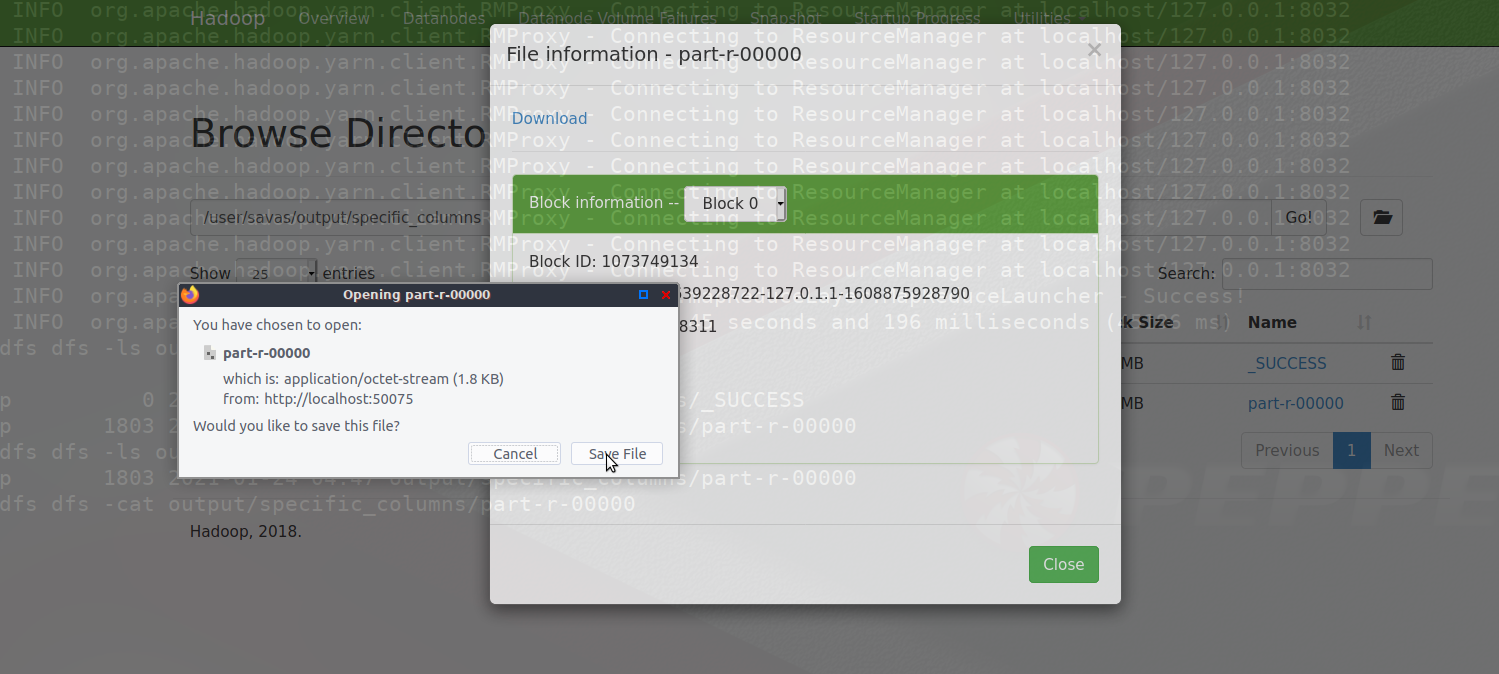 Hadoop Overview Datanodes Datanode Volume Failures Snapshot Startup Progress Utilities
INFO org.apache.hadoop.yarn.client.RMProxy - Connecting to ResourceManager at localhost/127.0.0.1:8032
INFO org.apache.hadoop.yarn.client.RMProxy - Connecting to ResourceManager at localhost/127.0.0.1:8032
INFO org.apache.hadoop.yarn.client.RMProxy - Connecting to ResourceManager at localhost/127.0.0.1:8032
INFO org.apache.hadoop.yarn.client.RMProxy - Connecting to ResourceManager at localhost/127.0.0.1:8032
INFO org.apache.hadoop.yarn.client.RMProxy - Connecting to ResourceManager at localhost/127.0.0.1:8032
INFO org.apache.hadoop.yarn.client.RMProxy - Connecting to ResourceManager at localhost/127.0.0.1:8032
INFO org.apache.hadoop.yarn.client.RMProxy - Connecting to ResourceManager at localhost/127.0.0.1:8032
INFO org.apache.hadoop.yarn.client.RMProxy - Connecting to ResourceManager at localhost/127.0.0.1:8032
INFO org.apache.hadoop.yarn.client.RMProxy - Connecting to ResourceManager at localhost/127.0.0.1:8032
INFO org.apache.hadoop.yarn.client.RMProxy - Connecting to ResourceManager at localhost/127.0.0.1:8032
INFO org.apache.hadoop.yarn.client.RMProxy - Connecting to ResourceManager at localhost/127.0.0.1:8032
INFO org.apa
Launcher - Success!
INFO org.apa
seconds and 196 milliseconds
ms)
dfs dfs -ls ou
p 0 2
/_SUCCESS
p 1803 2
/part-r-00000
dfs dfs -ls ou
p 1803 2021-01-24 04:47 output/specific_columns/part-r-00000
dfs dfs -cat output/specific_columns/part-r-00000
File information - part-r-00000 ×
Download
Block information -- Block 0
Block ID: 1073749134
639228722-127.0.1.1-1608875928790
8311
Close
Browse Directo
/user/savas/output/specific_columns Go!
Show 25 entries
Search:
k Size Name
MB _SUCCESS
MB part-r-00000
Previous 1 Next
Hadoop, 2018.
PEPPE
Opening part-r-00000
You have chosen to open:
part-r-00000
which is: application/octet-stream (1.8 KB)
from: http://localhost:50075
Would you like to save this file?
Cancel Save File